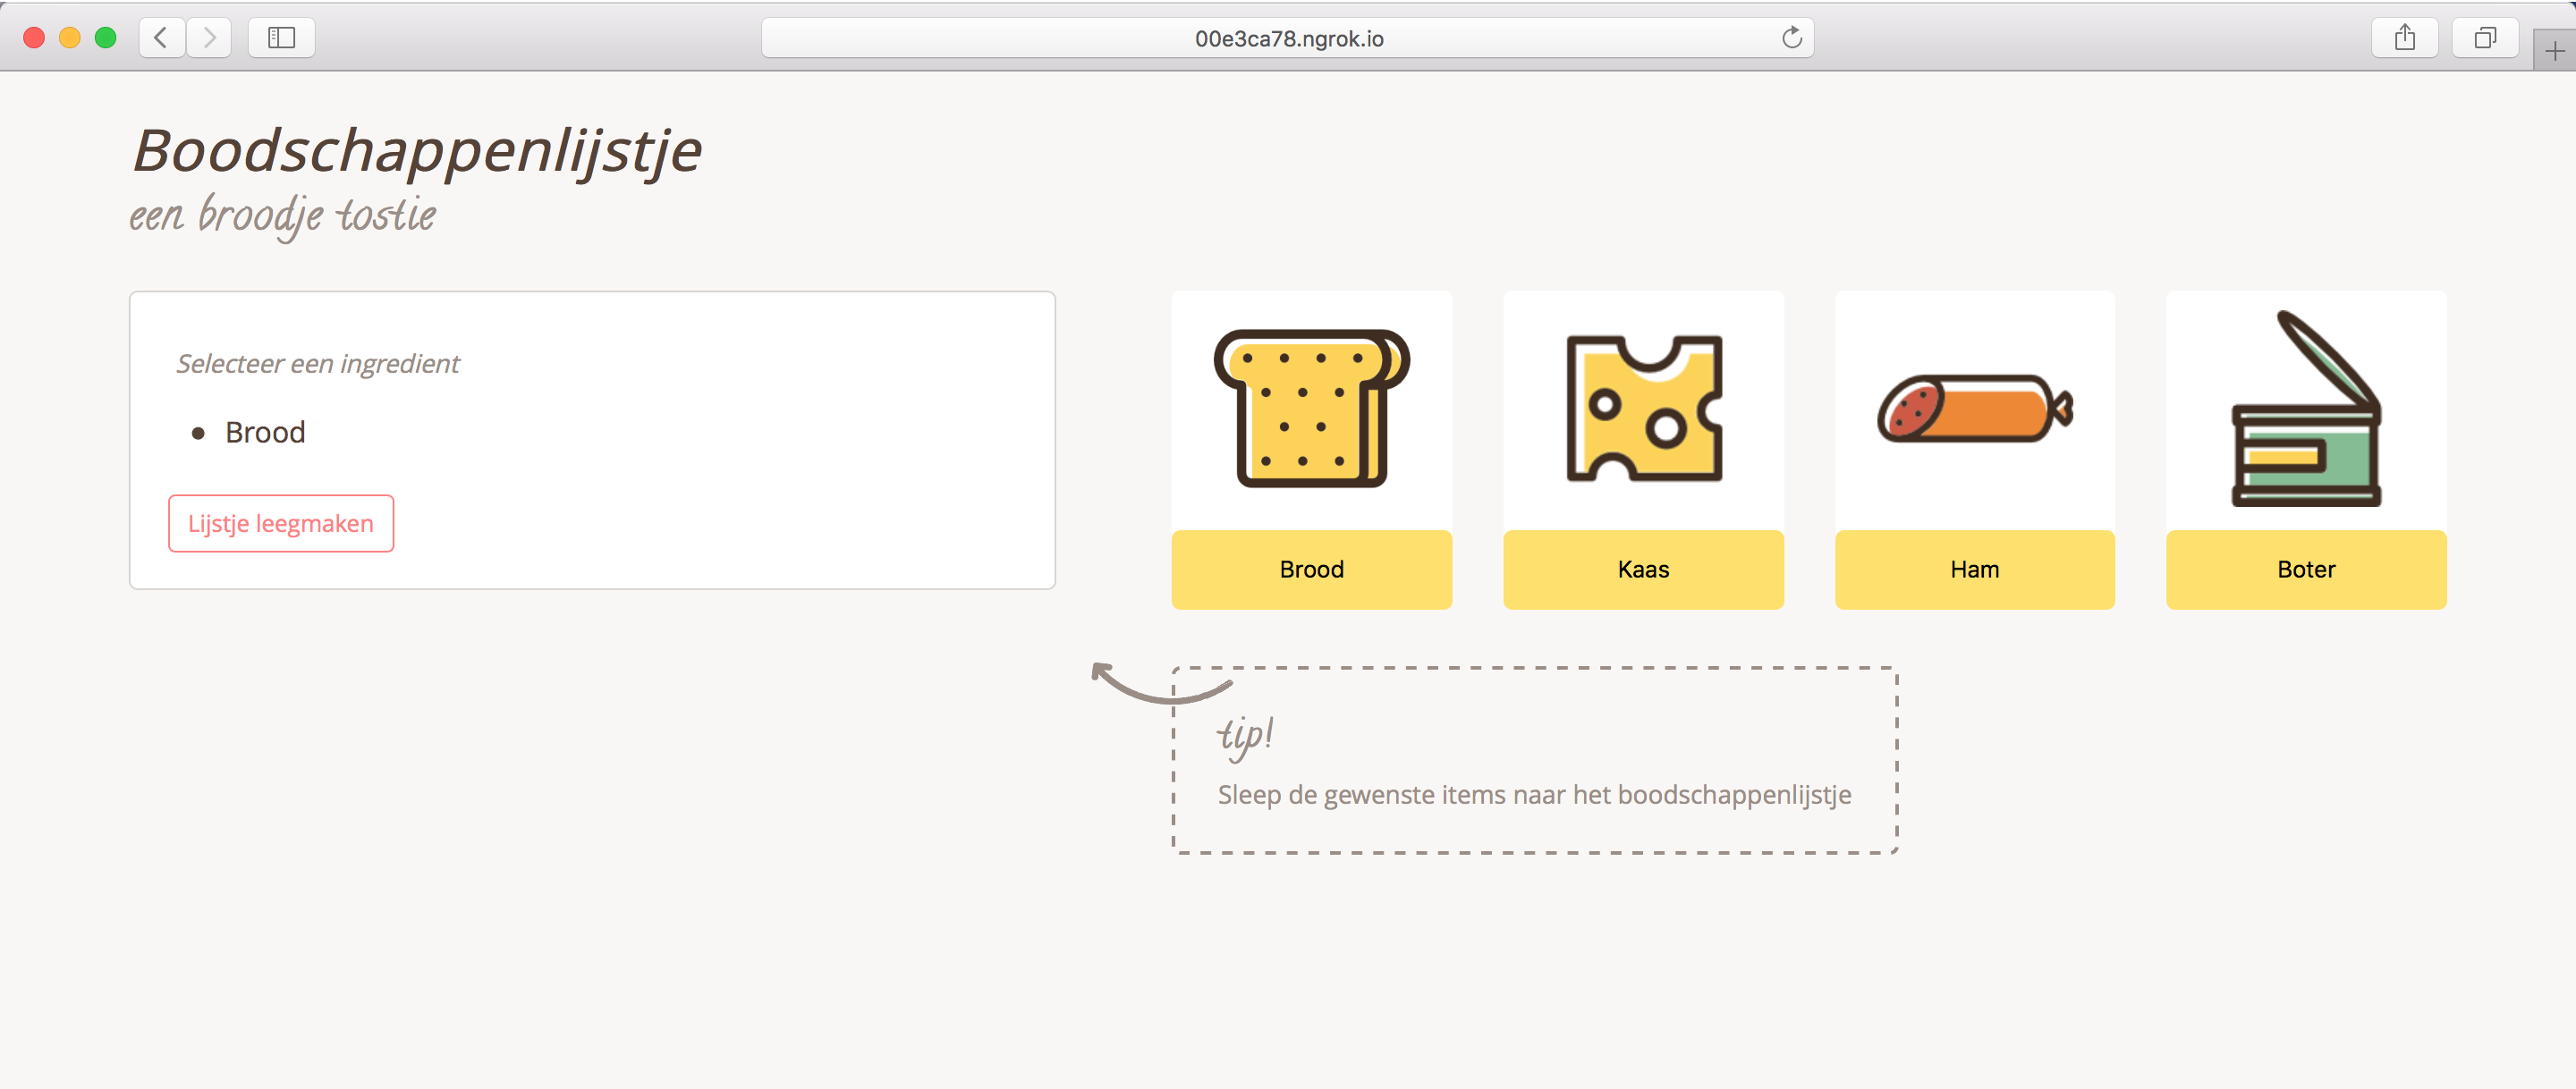 00e3ca78.ngrok.io
Boodschappenlijstje
een broodje tostie
Selecteer een ingredient
Brood
Lijstje leegmaken
Brood
Kaas
Ham
Boter
tip!
Sleep de gewenste items naar het boodschappenlijstje